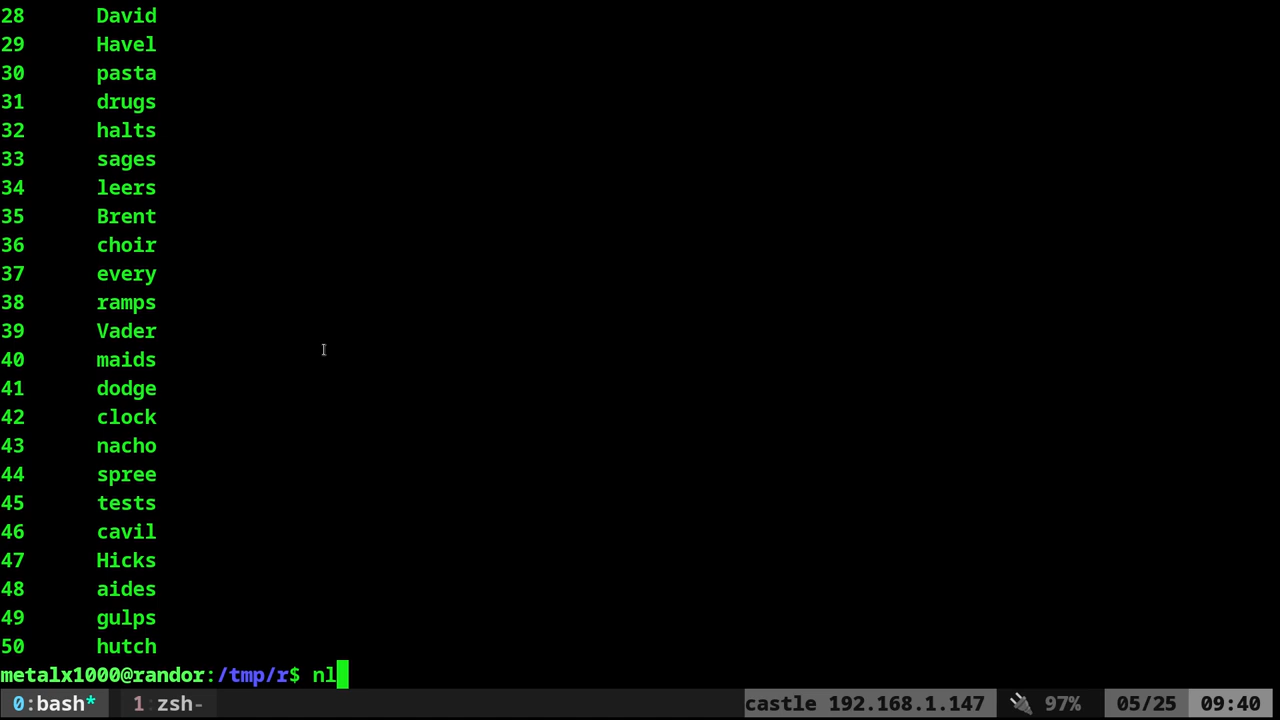 28 David
29 Havel
30 pasta
31 drugs
32 halts
33 sages
34 leers
35 Brent
36 choir
37 every
38 ramps
39 Vader
40 maids
41 dodge
42 clock
43 nacho
44 spree
45 tests
46 cavil
47 Hicks
48 aides
49 gulps
50 hutch
metalx1000@randor:/tmp/r$ nl
0:bash* 1 zsh- castle 192.168.1.147 97% 05/25 09:40